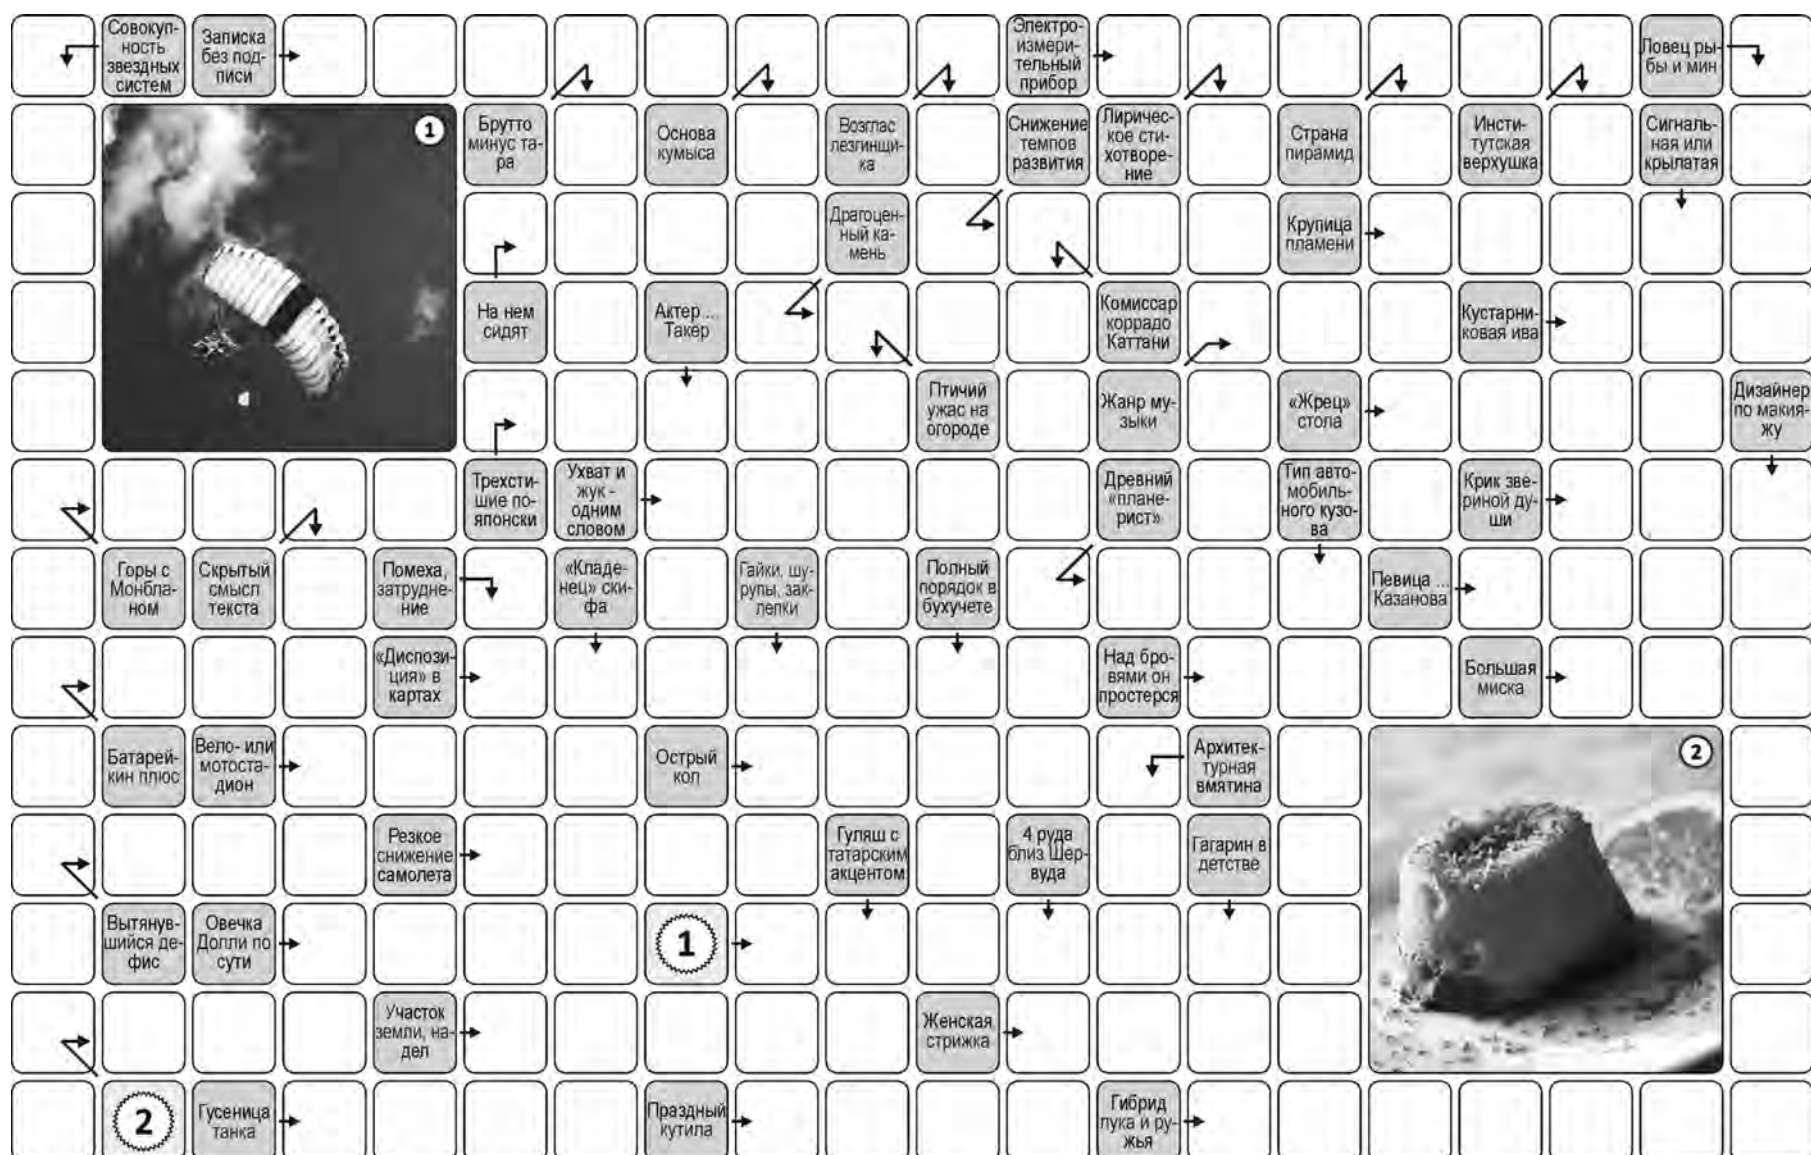 Совокуп-
ность
звездных
систем
Записка
без под-
писи
Электро-
измери-
тельный
прибор
Ловец ры-
бы и мин
1
Брутто
минус та-
ра
Основа
кумыса
Возглас
лезгинщи-
ка
Снижение
темпов
развития
Лиричес-
кое сти-
хотворе-
ние
Страна
пирамид
Инсти-
тутская
верхушка
Сигналь-
ная или
крылатая
Драгоцен-
ный ка-
мень
Крупица
пламени
На нем
сидят
Актер ...
Такер
Комиссар
коррадо
Каттани
Кустарни-
ковая ива
Птичий
ужас на
огороде
Жанр му-
зыки
«Жрец»
стола
Дизайнер
по макия-
жу
Трехсти-
шие по-
японски
Ухват и
жук -
одним
словом
Древний
«плане-
рист»
Тип авто-
мобиль-
ного кузо-
ва
Крик зве-
риной ду-
ши
Горы с
Монбла-
ном
Скрытый
смысл
текста
Помеха,
затрудне-
ние
«Кладе-
нец» ски-
фа
Гайки, шу-
рупы, зак-
лепки
Полный
порядок в
бухучете
Певица ...
Казанова
«Диспози-
ция» в
картах
Над бро-
вями он
простерся
Большая
миска
Батарей-
кин плюс
Вело- или
мотоста-
дион
Острый
кол
Архитек-
турная
вмятина
2
Резкое
снижение
самолета
Гуляш с
татарским
акцентом
4 руда
близ Шер-
вуда
Гагарин в
детстве
Вытянув-
шийся де-
фис
Овечка
Долли по
сути
1
Участок
земли, на-
дел
Женская
стрижка
2
Гусеница
танка
Праздный
кутила
Гибрид
лука и ру-
жья